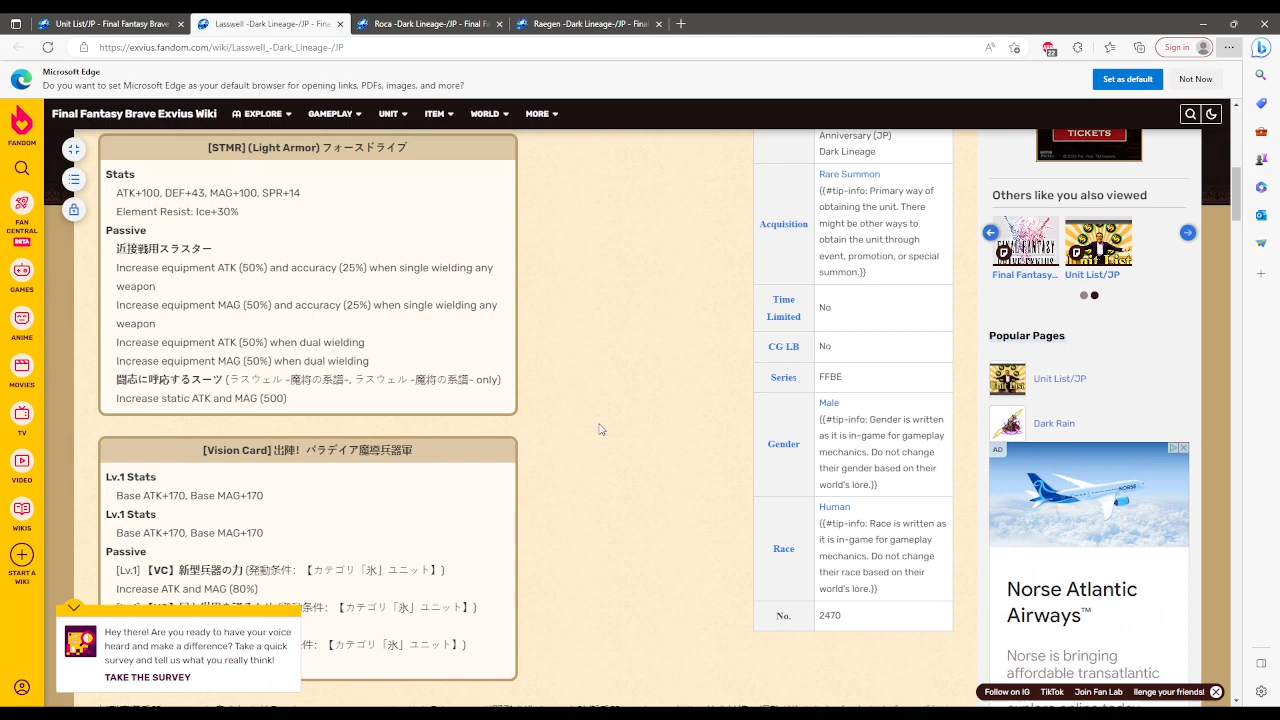 Unit List/JP - Final Fantasy Brave
Lasswell -Dark Lineage-/JP - Fina
Roca -Dark Lineage-/JP - Final F
Raegen -Dark Lineage-/JP - Final
https://exvius.fandom.com/wiki/Lasswell_-Dark_Lineage-/JP
22
Sign in
Microsoft Edge
Do you want to set Microsoft Edge as your default browser for opening links, PDFs, images and more?
Set as default
Not Now
FANDOM
FAN CENTRAL
BETA
GAMES
ANIME
MOVIES
TV
VIDEO
WIKIS
START A WIKI
Final Fantasy Brave Exvius Wiki
EXPLORE
GAMEPLAY
UNIT
ITEM
WORLD
MORE
[STMR] (Light Armor) フォースドライブ
Stats
ATK+100, DEF+43, MAG+100, SPR+14
Element Resist: Ice+30%
Passive
近接戦用スラスター
Increase equipment ATK (50%) and accuracy (25%) when single wielding any
weapon
Increase equipment MAG (50%) and accuracy (25%) when single wielding any
weapon
Increase equipment ATK (50%) when dual wielding
Increase equipment MAG (50%) when dual wielding
闘志に呼応するスーツ (ラスウェル -魔将の系譜-, ラスウェル -魔将の系譜- only)
Increase static ATK and MAG (500)
[Vision Card] 出陣! パラデイア魔導兵器軍
Lv.1 Stats
Base ATK+170, Base MAG+170
Lv.1 Stats
Base ATK+170, Base MAG+170
Passive
[Lv.1] 【VC】新型兵器の力 (発動条件: 【カテゴリ「氷」ユニット】)
Increase ATK and MAG (80%)
条件: 【カテゴリ「氷」ユニット】)
件: 【カテゴリ「氷」ユニット】)
Hey there! Are you ready to have your voice
heard and make a difference? Take a quick
survey and tell us what you really think!
TAKE THE SURVEY
Anniversary (JP)
Dark Lineage
Acquisition
Rare Summon
{{#tip-info: Primary way of
obtaining the unit. There
might be other ways to
obtain the unit through
event, promotion, or special
summon.}}
Time
Limited
No
CG LB
No
Series
FFBE
Gender
Male
{{#tip-info: Gender is written
as it is in-game for gameplay
mechanics. Do not change
their gender based on their
world's lore.}}
Race
Human
{{#tip-info: Race is written as
it is in-game for gameplay
mechanics. Do not change
their race based on their
world's lore.}}
No.
2470
TICKETS
Others like you also viewed
FINAL FANTASY
Unit List
Final Fantasy...
Unit List/JP
Popular Pages
Unit List/JP
Dark Rain
AD
NORSE
Norse Atlantic
Airways™
Norse is bringing
affordable transatlantic
Follow on IG
TikTok
Join Fan Lab
llenge your friends!